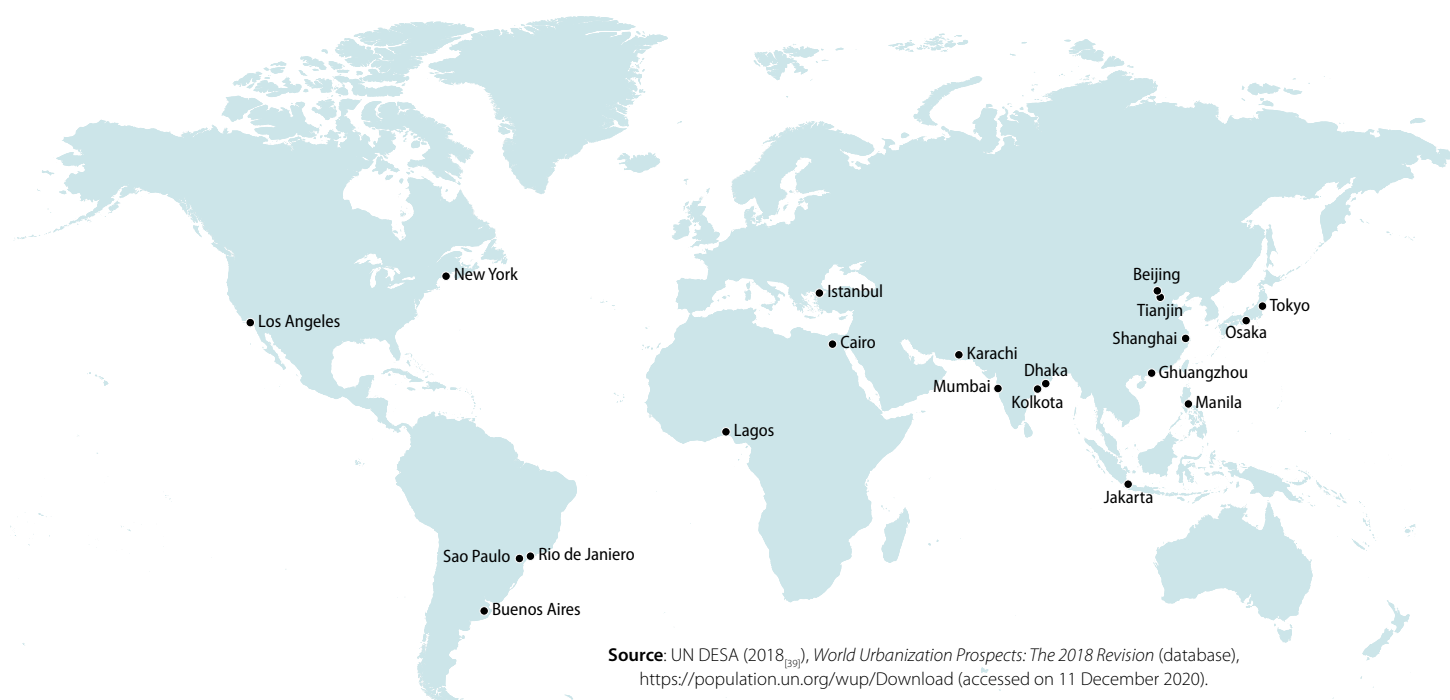 New York
Los Angeles
Istanbul
Cairo
Lagos
Karachi
Mumbai
Dhaka
Kolkota
Beijing
Tianjin
Tokyo
Osaka
Shanghai
Ghuangzhou
Manila
Jakarta
Sao Paulo
Rio de Janiero
Buenos Aires
Source: UN DESA (2018[39]), World Urbanization Prospects: The 2018 Revision (database),
https://population.un.org/wup/Download (accessed on 11 December 2020).